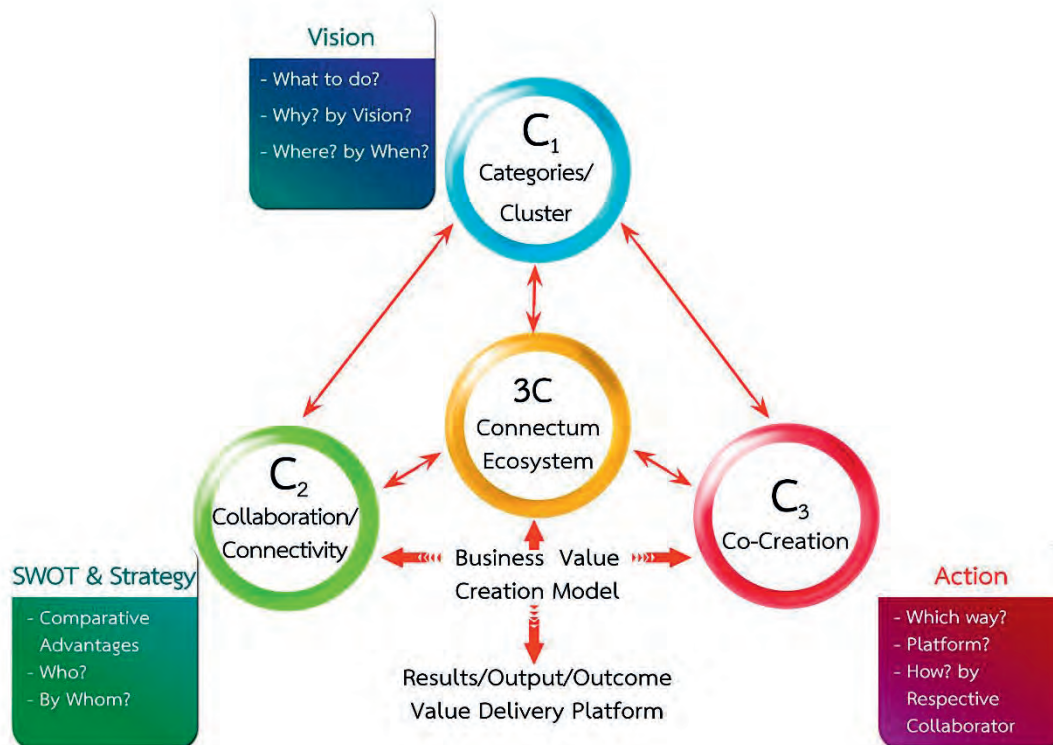 Vision
- What to do?
- Why? by Vision?
- Where? by When?
C1
Categories/
Cluster
3C
Connectum
Ecosystem
C2
Collaboration/
Connectivity
C3
Co-Creation
Business Value
Creation Model
SWOT & Strategy
- Comparative
Advantages
- Who?
- By Whom?
Results/Output/Outcome
Value Delivery Platform
Action
- Which way?
- Platform?
- How? by
Respective
Collaborator